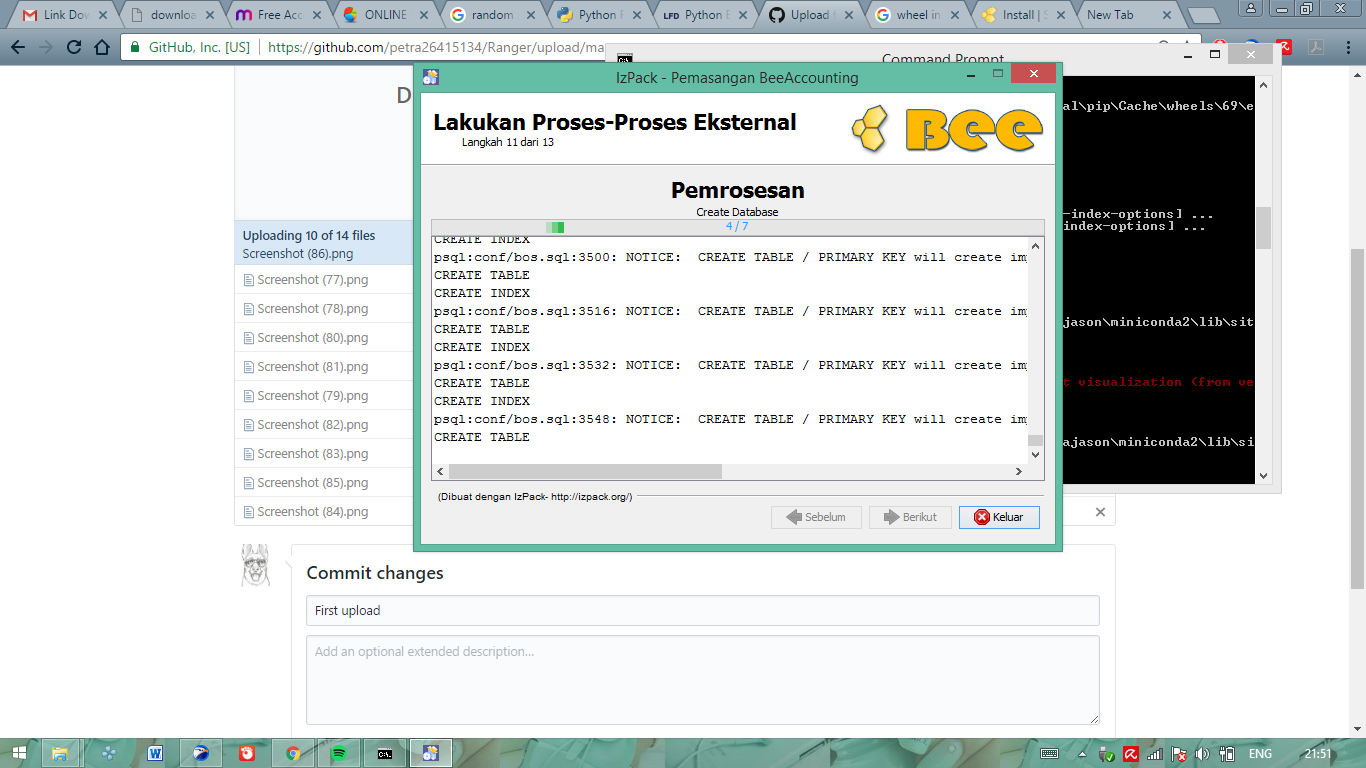 Link Dow
downloa
Free Acc
ONLINE
random
Python F
LFD Python E
Upload f
wheel in
Install | S
New Tab
GitHub, Inc. [US] https://github.com/petra26415134/Ranger/upload/ma
Command Prompt
IzPack - Pemasangan BeeAccounting
Lakukan Proses-Proses Eksternal
Langkah 11 dari 13
Bee
Pemrosesan
Create Database
4 / 7
CREATE INDEX
psql:conf/bos.sql:3500: NOTICE:  CREATE TABLE / PRIMARY KEY will create im
CREATE TABLE
CREATE INDEX
psql:conf/bos.sql:3516: NOTICE:  CREATE TABLE / PRIMARY KEY will create im
CREATE TABLE
CREATE INDEX
psql:conf/bos.sql:3532: NOTICE:  CREATE TABLE / PRIMARY KEY will create im
CREATE TABLE
CREATE INDEX
psql:conf/bos.sql:3548: NOTICE:  CREATE TABLE / PRIMARY KEY will create im
CREATE TABLE
(Dibuat dengan IzPack- http://izpack.org/)
Sebelum
Berikut
Keluar
al\pip\Cache\wheels\69\e
-index-options] ...
index-options] ...
ajason\miniconda2\lib\sit
t visualization (from ve
ajason\miniconda2\lib\si
D
Uploading 10 of 14 files
Screenshot (86).png
Screenshot (77).png
Screenshot (78).png
Screenshot (80).png
Screenshot (81).png
Screenshot (79).png
Screenshot (82).png
Screenshot (83).png
Screenshot (85).png
Screenshot (84).png
Commit changes
First upload
Add an optional extended description...
ENG
21:51